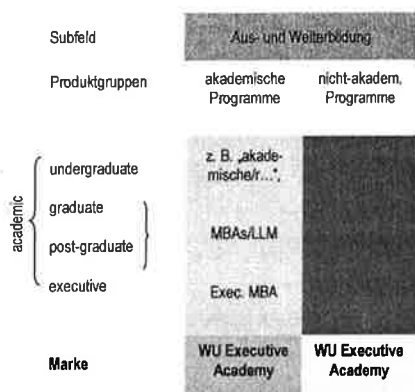 Subfeld Aus- und Weiterbildung
Produktgruppen akademische nicht-akadem.
Programme Programme
z. B. „akade-
undergraduate mische/r...",
graduate
academic MBAs/LLM
post-graduate
executive Exec. MBA
Marke WU Executive WU Executive
Academy Academy